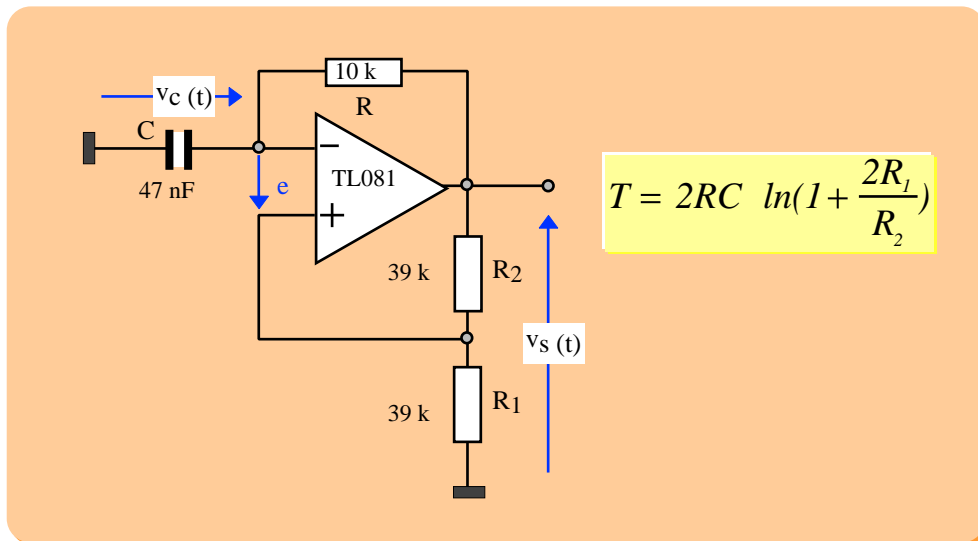 10 k
R
vc (t)
C
47 nF
e
−
+
TL081
T = 2RC ln(1 + 2R1/R2)
39 k
R2
vs (t)
39 k
R1